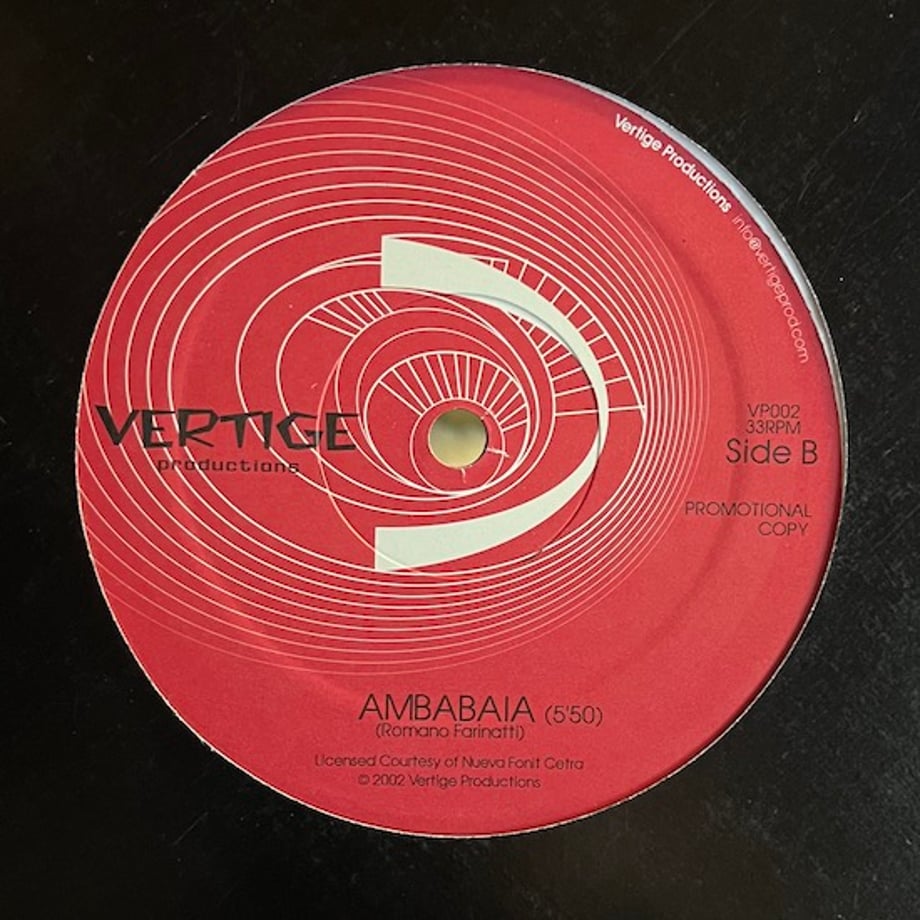 Vertige Productions info@vertigeprod.com
VERTIGE
productions
VP002
33RPM
Side B
PROMOTIONAL
COPY
AMBABAIA (5'50)
(Romano Farinatti)
Licensed Courtesy of Nueva Fonit Cetra
© 2002 Vertige Productions